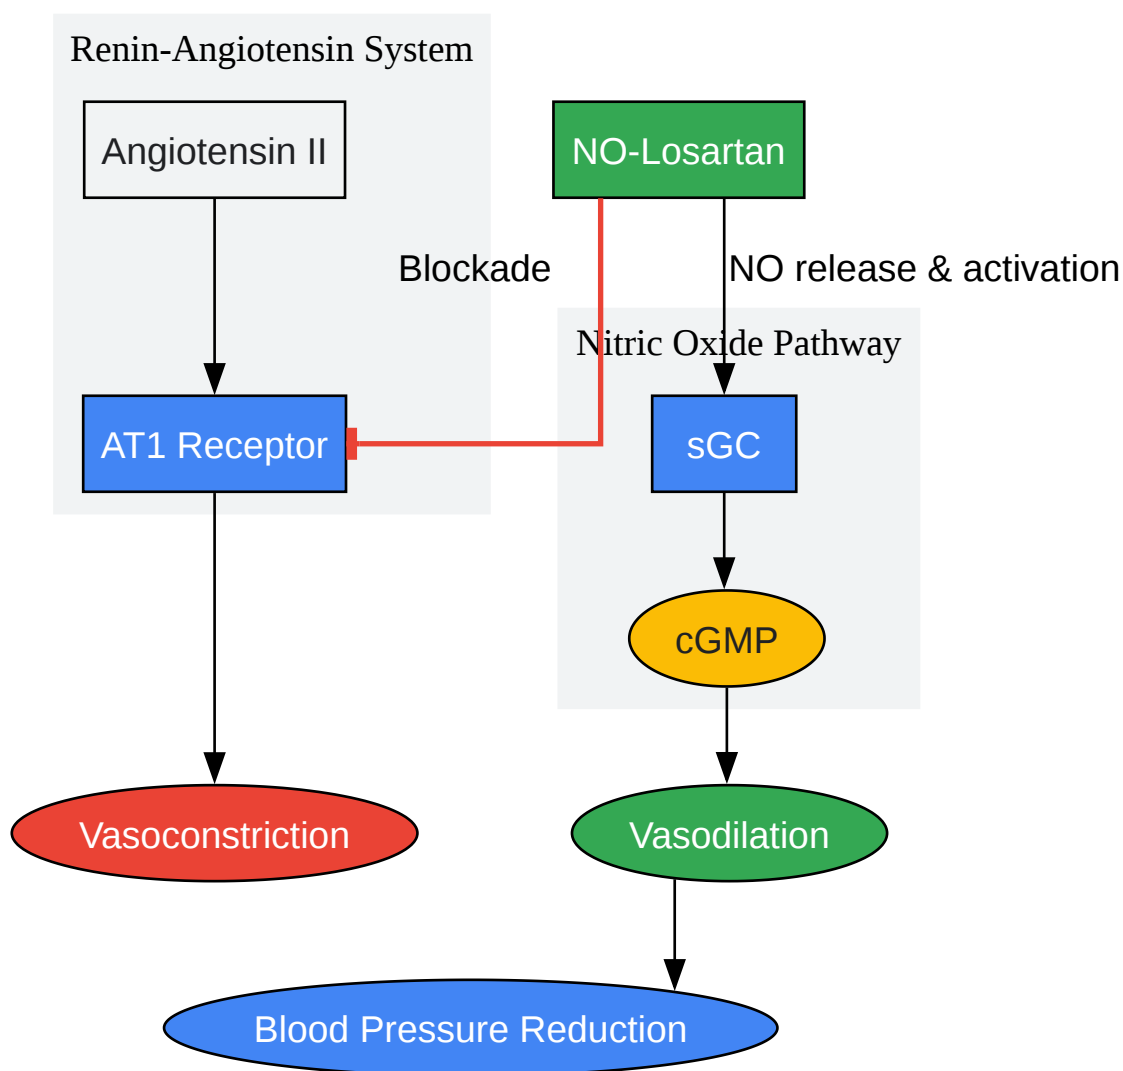 Renin-Angiotensin System
Angiotensin II
NO-Losartan
Blockade
NO release & activation
Nitric Oxide Pathway
AT1 Receptor
sGC
cGMP
Vasoconstriction
Vasodilation
Blood Pressure Reduction